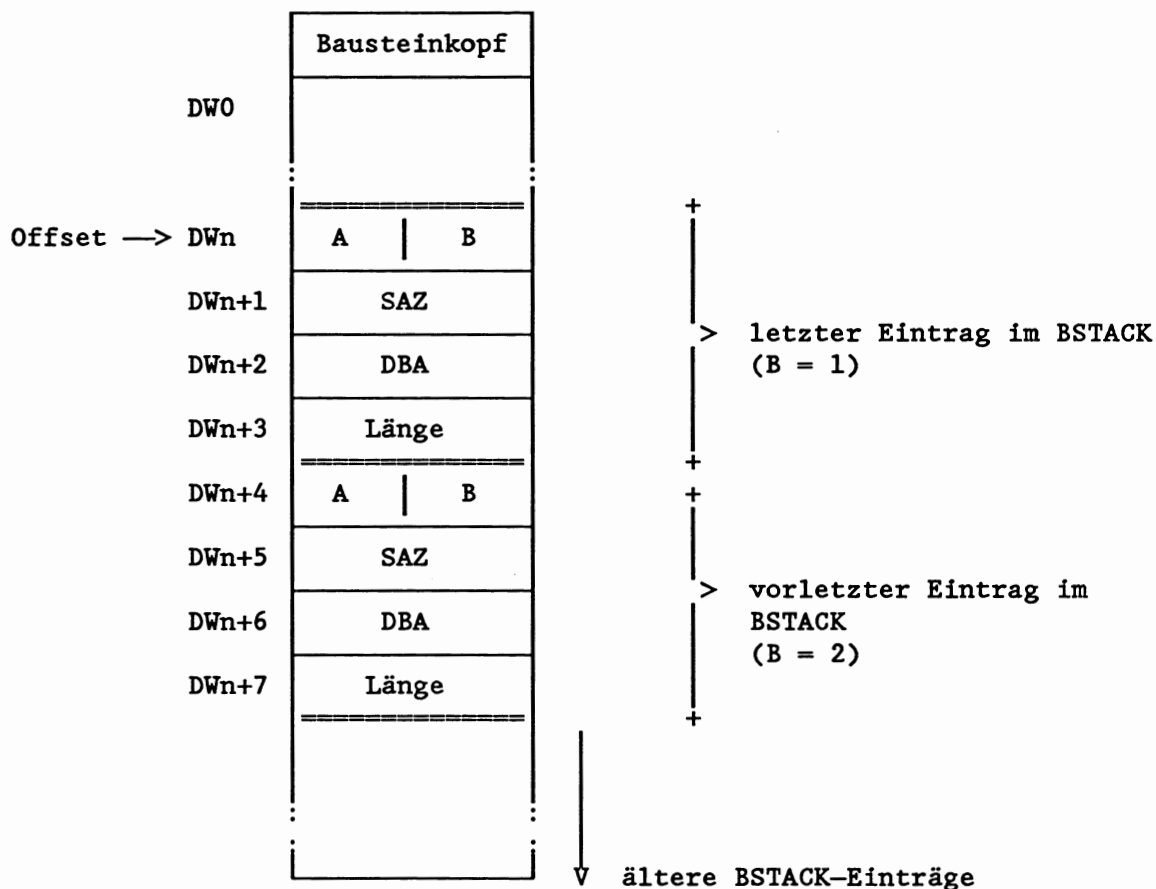 Bausteinkopf
DW0
Offset —> DWn A | B
DWn+1 SAZ
DWn+2 DBA > letzter Eintrag im BSTACK
(B = 1)
DWn+3 Länge
DWn+4 A | B
DWn+5 SAZ
DWn+6 DBA > vorletzter Eintrag im
BSTACK
(B = 2)
DWn+7 Länge
ältere BSTACK—Einträge